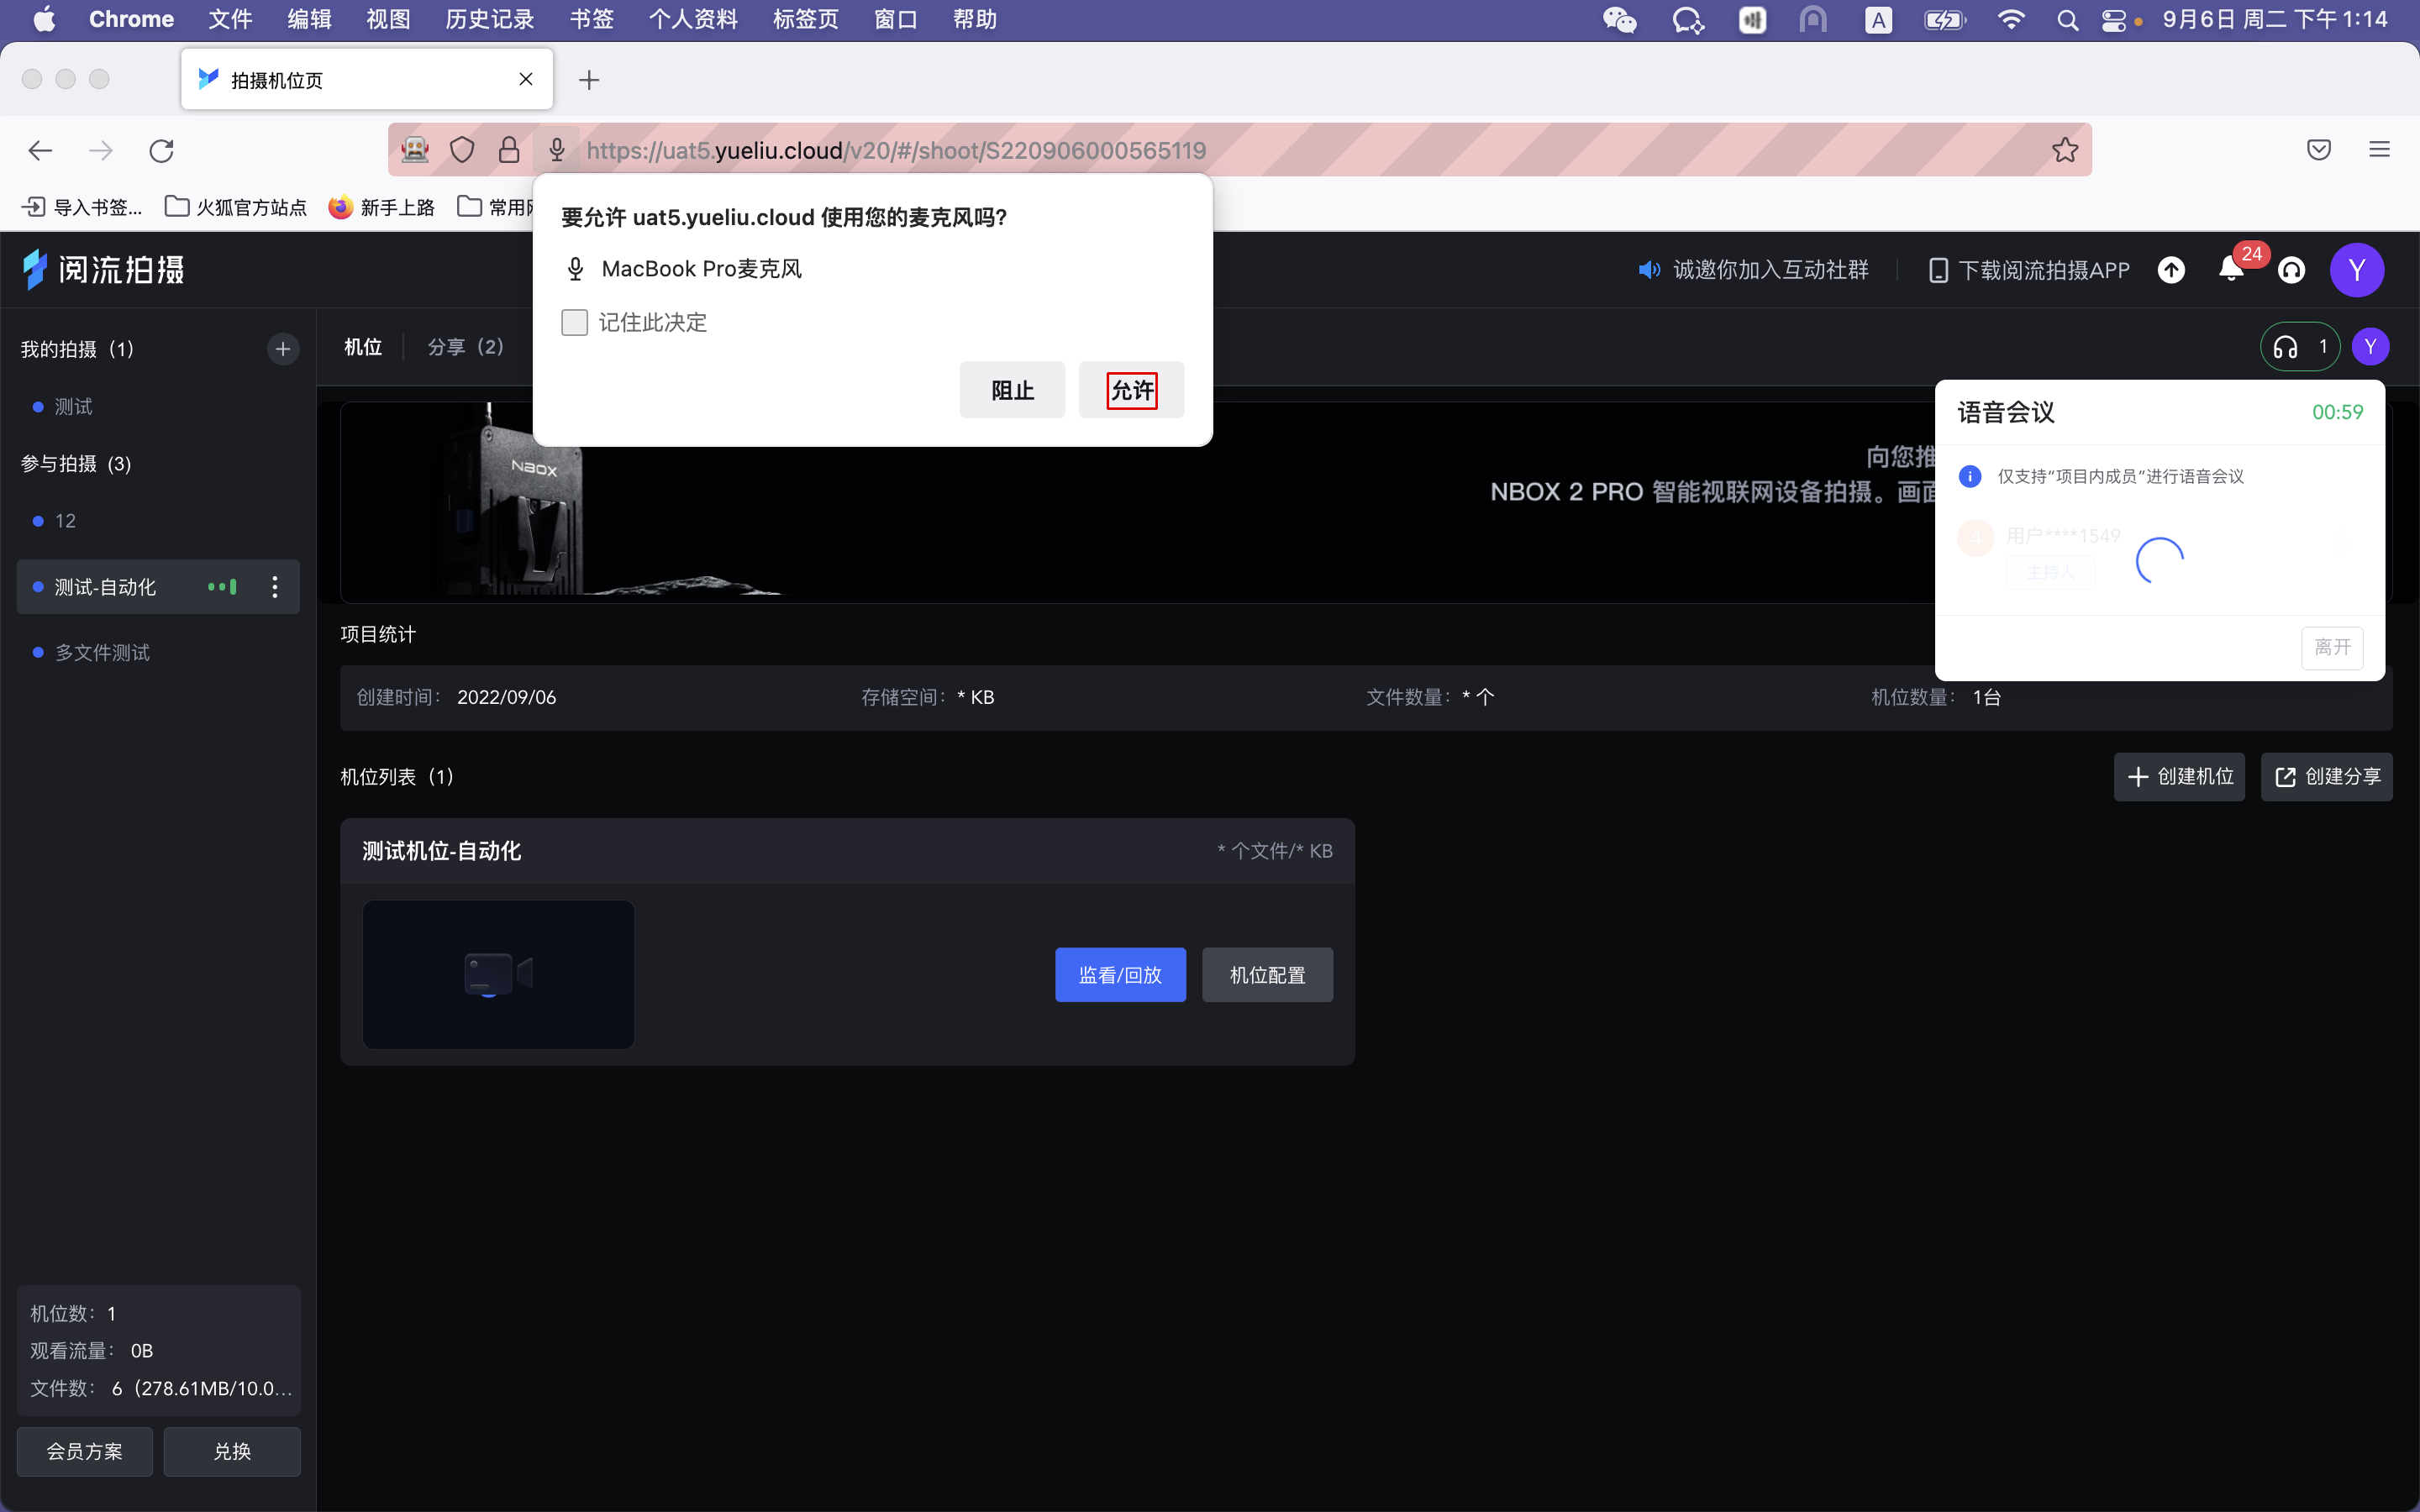 Chrome 文件 编辑 视图 历史记录 书签 个人资料 标签页 窗口 帮助 A 9月6日 周二 下午 1:14
拍摄机位页
https://uat5.yueliu.cloud/v20/#/shoot/S220906000565119
导入书签... 火狐官方站点 新手上路 常用
要允许 uat5.yueliu.cloud 使用您的麦克风吗?
MacBook Pro麦克风
记住此决定
阻止 允许
阅流拍摄 诚邀你加入互动社群 下载阅流拍摄APP 24 Y
我的拍摄（1）
测试
参与拍摄（3）
12
测试-自动化
多文件测试
机位 分享（2） 1 Y
NBOX
向您推
NBOX 2 PRO 智能视联网设备拍摄。画面
语音会议 00:59
仅支持“项目内成员”进行语音会议
用户****1549
主持人
离开
项目统计
创建时间： 2022/09/06 存储空间：* KB 文件数量：* 个 机位数量： 1台
机位列表（1） 创建机位 创建分享
测试机位-自动化 * 个文件/* KB
监看/回放 机位配置
机位数：1
观看流量： 0B
文件数： 6（278.61MB/10.0...
会员方案 兑换